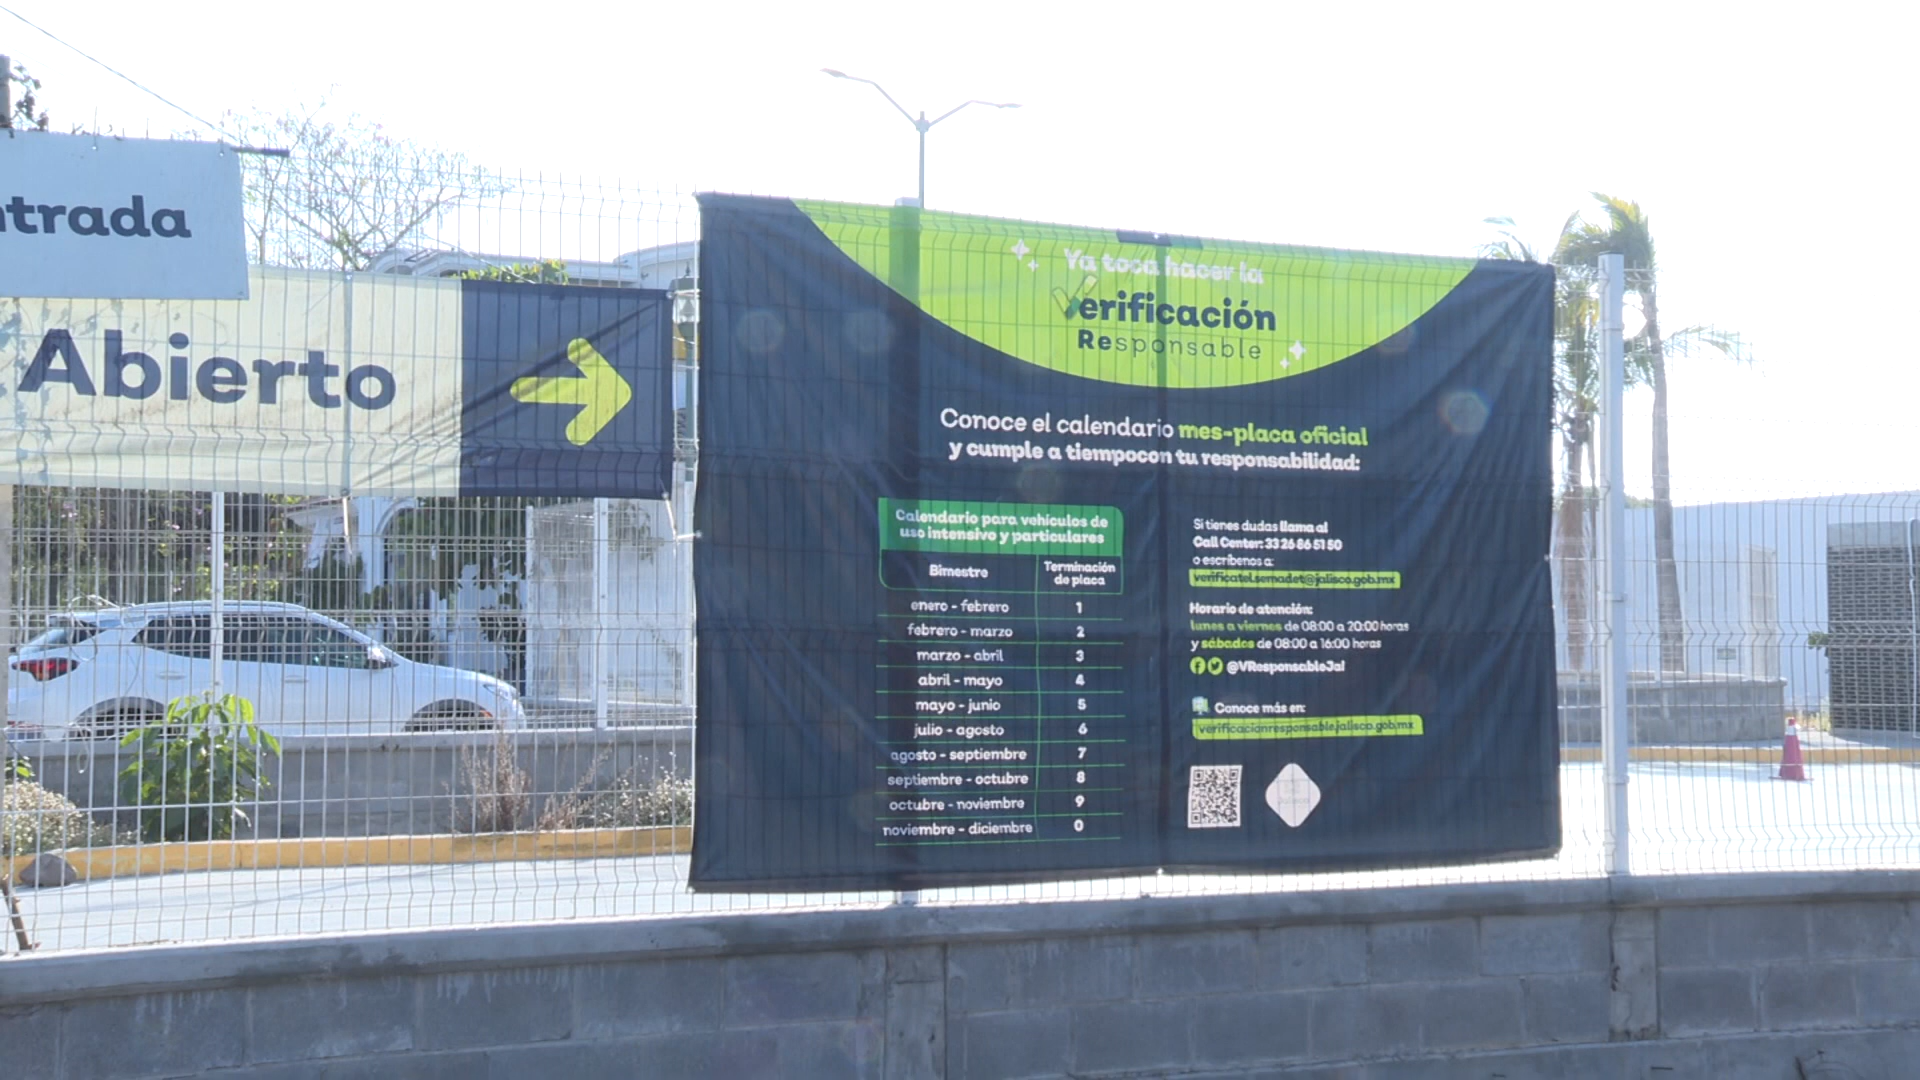 ntrada
Abierto
Ya toca hacer la
Verificación
Responsable
Conoce el calendario mes-placa oficial
y cumple a tiempocon tu responsabilidad:
Calendario para vehículos de
uso intensivo y particulares
Bimestre Terminación de placa
enero - febrero 1
febrero - marzo 2
marzo - abril 3
abril - mayo 4
mayo - junio 5
julio - agosto 6
agosto - septiembre 7
septiembre - octubre 8
octubre - noviembre 9
noviembre - diciembre 0
Si tienes dudas llama al
Call Center: 33 26 86 51 50
o escríbenos a:
verificatel.semadet@jalisco.gob.mx
Horario de atención:
lunes a viernes de 08:00 a 20:00 horas
y sábados de 08:00 a 16:00 horas
@VResponsableJal
Conoce más en:
verificacionresponsable.jalisco.gob.mx